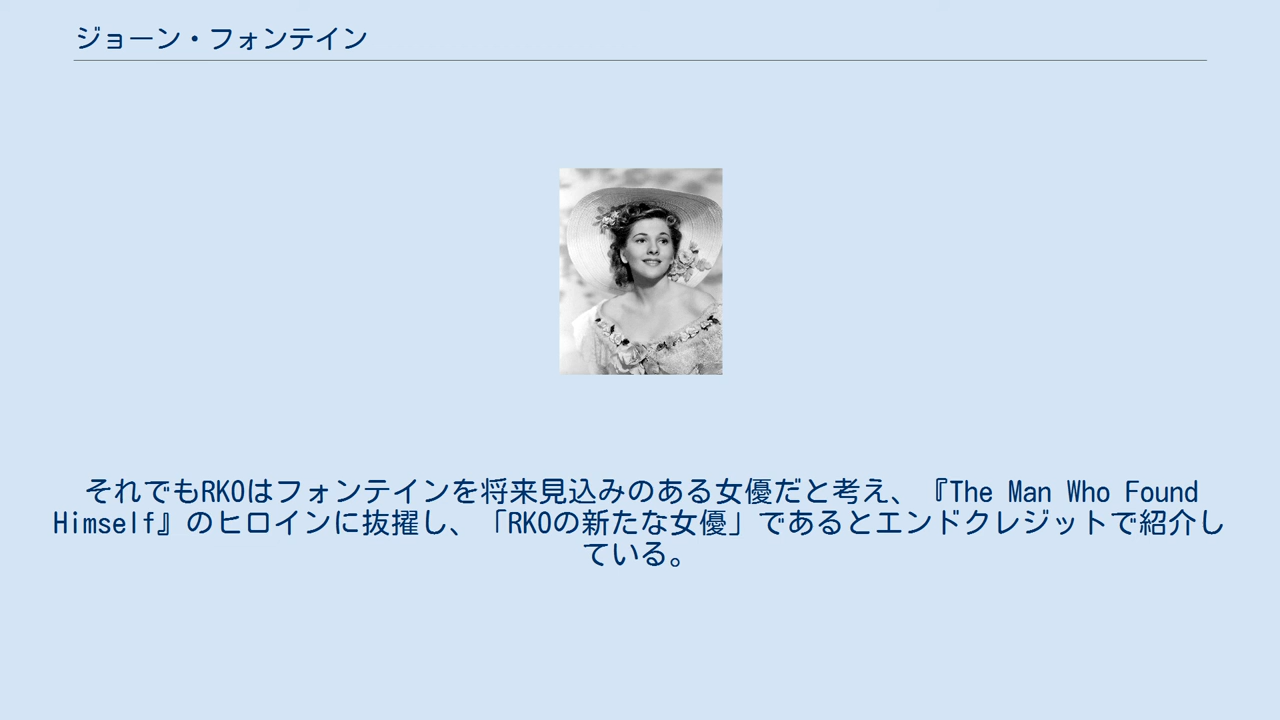 ジョーン・フォンテイン
それでもRKOはフォンテインを将来見込みのある女優だと考え、『The Man Who Found
Himself』のヒロインに抜擢し、「RKOの新たな女優」であるとエンドクレジットで紹介し
ている。